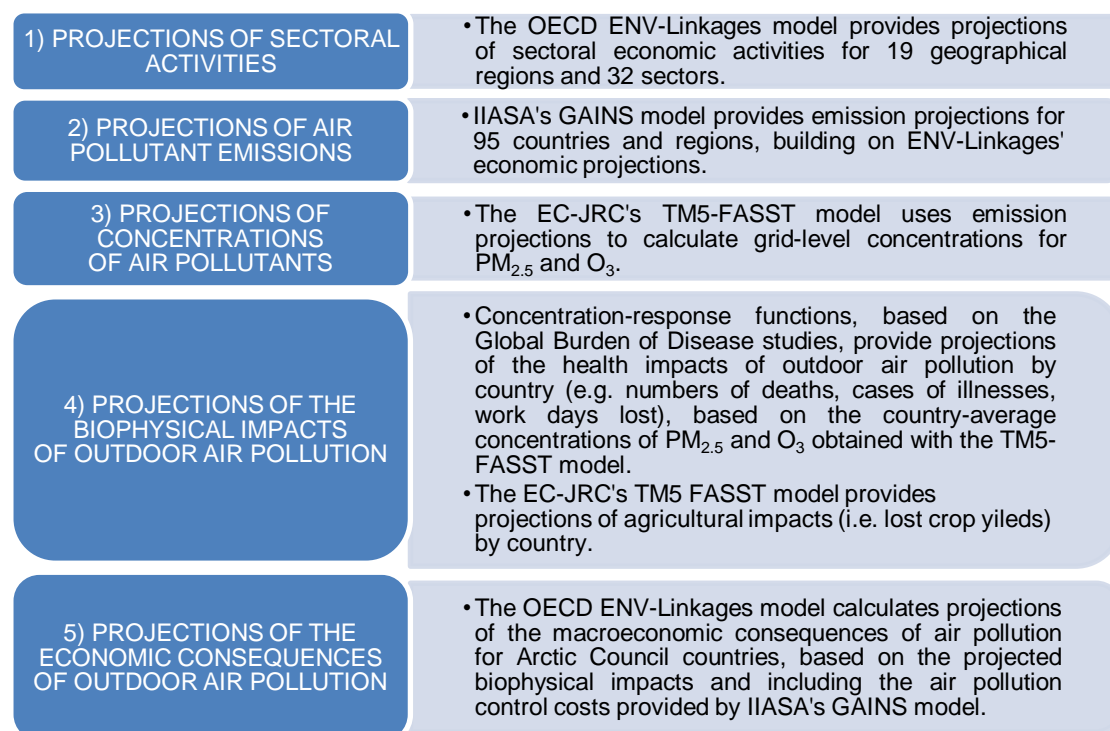 1) PROJECTIONS OF SECTORAL
ACTIVITIES
•The OECD ENV-Linkages model provides projections
of sectoral economic activities for 19 geographical
regions and 32 sectors.
2) PROJECTIONS OF AIR
POLLUTANT EMISSIONS
•IIASA's GAINS model provides emission projections for
95 countries and regions, building on ENV-Linkages'
economic projections.
3) PROJECTIONS OF
CONCENTRATIONS
OF AIR POLLUTANTS
•The EC-JRC's TM5-FASST model uses emission
projections to calculate grid-level concentrations for
PM2.5 and O3.
4) PROJECTIONS OF THE
BIOPHYSICAL IMPACTS
OF OUTDOOR AIR POLLUTION
•Concentration-response functions, based on the
Global Burden of Disease studies, provide projections
of the health impacts of outdoor air pollution by
country (e.g. numbers of deaths, cases of illnesses,
work days lost), based on the country-average
concentrations of PM2.5 and O3 obtained with the TM5-
FASST model.
•The EC-JRC's TM5 FASST model provides
projections of agricultural impacts (i.e. lost crop yileds)
by country.
5) PROJECTIONS OF THE
ECONOMIC CONSEQUENCES
OF OUTDOOR AIR POLLUTION
•The OECD ENV-Linkages model calculates projections
of the macroeconomic consequences of air pollution
for Arctic Council countries, based on the projected
biophysical impacts and including the air pollution
control costs provided by IIASA's GAINS model.